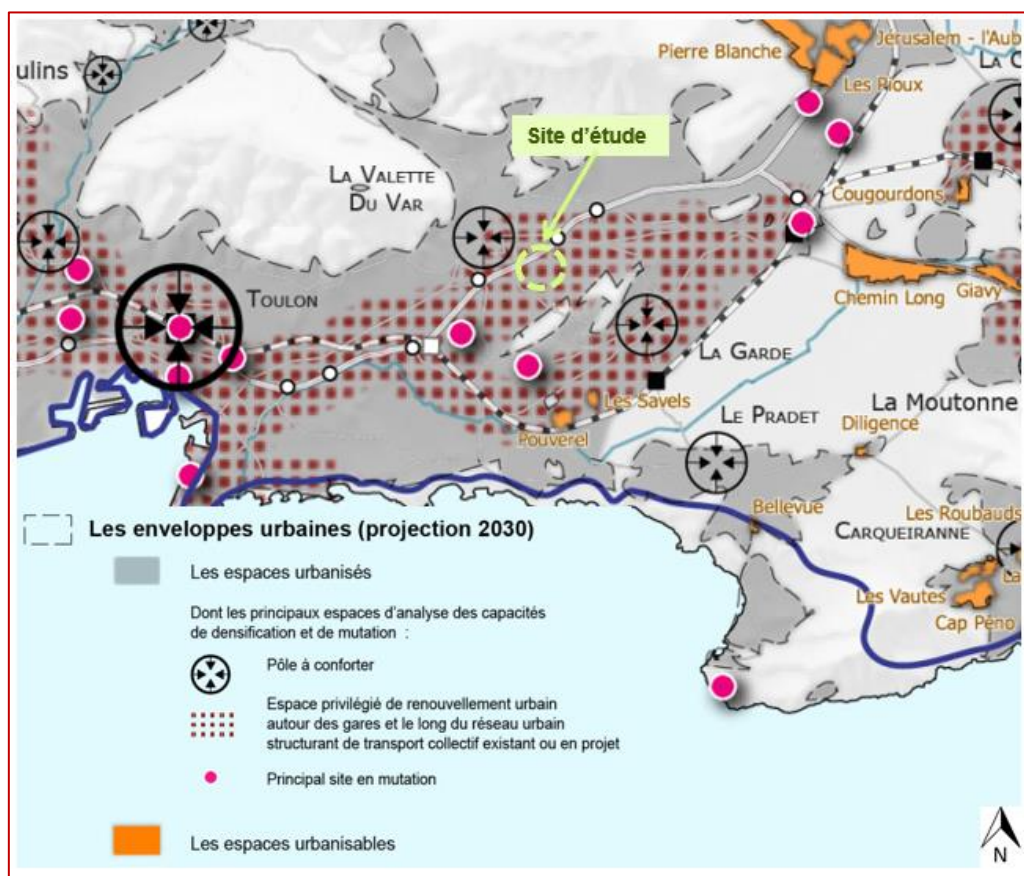 Pierre Blanche
Jérusalem - l'Aub
ulins
LA C
Les Rioux
Site d'étude
LA VALETTE
DU VAR
Cougourdons
TOULON
Chemin Long
Giavy
LA GARDE
Les Savels
LE PRADET
La Moutonne
Pouverel
Diligence
Bellevue
Les Roubauds
CARQUEIRANNE
La
Les Vautes
Cap Péno
Les enveloppes urbaines (projection 2030)
Les espaces urbanisés
Dont les principaux espaces d'analyse des capacités
de densification et de mutation :
Pôle à conforter
Espace privilégié de renouvellement urbain
autour des gares et le long du réseau urbain
structurant de transport collectif existant ou en projet
Principal site en mutation
Les espaces urbanisables
N